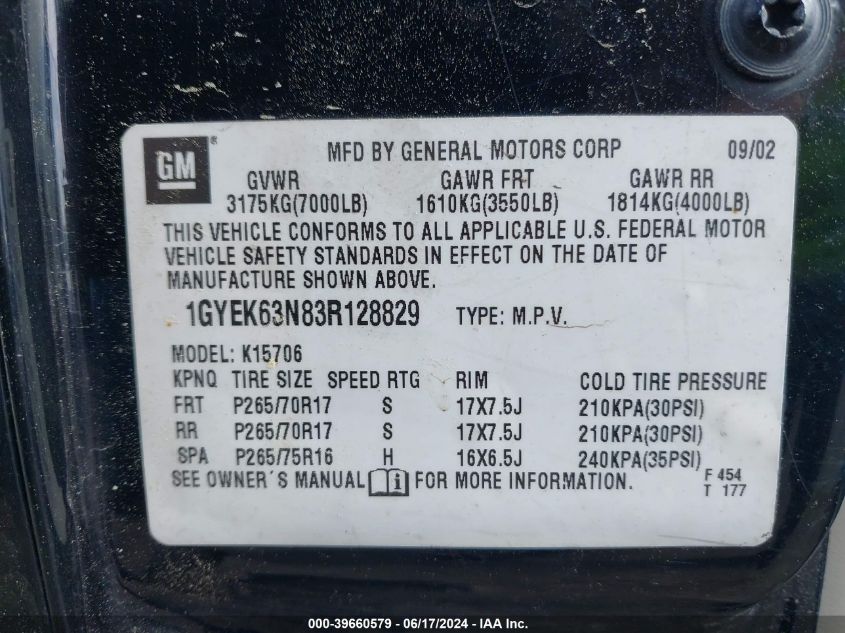 GM ® MFD BY GENERAL MOTORS CORP 09/02
GVWR GAWR FRT GAWR RR
3175KG(7000LB) 1610KG(3550LB) 1814KG(4000LB)
THIS VEHICLE CONFORMS TO ALL APPLICABLE U.S. FEDERAL MOTOR
VEHICLE SAFETY STANDARDS IN EFFECT ON THE DATE OF
MANUFACTURE SHOWN ABOVE.
1GYEK63N83R128829 TYPE: M.P.V.
MODEL: K15706
KPNQ TIRE SIZE SPEED RTG RIM COLD TIRE PRESSURE
FRT P265/70R17 S 17X7.5J 210KPA(30PSI)
RR P265/70R17 S 17X7.5J 210KPA(30PSI)
SPA P265/75R16 H 16X6.5J 240KPA(35PSI)
SEE OWNER´S MANUAL i FOR MORE INFORMATION. F 454
T 177
000-39660579 - 06/17/2024 - IAA Inc.